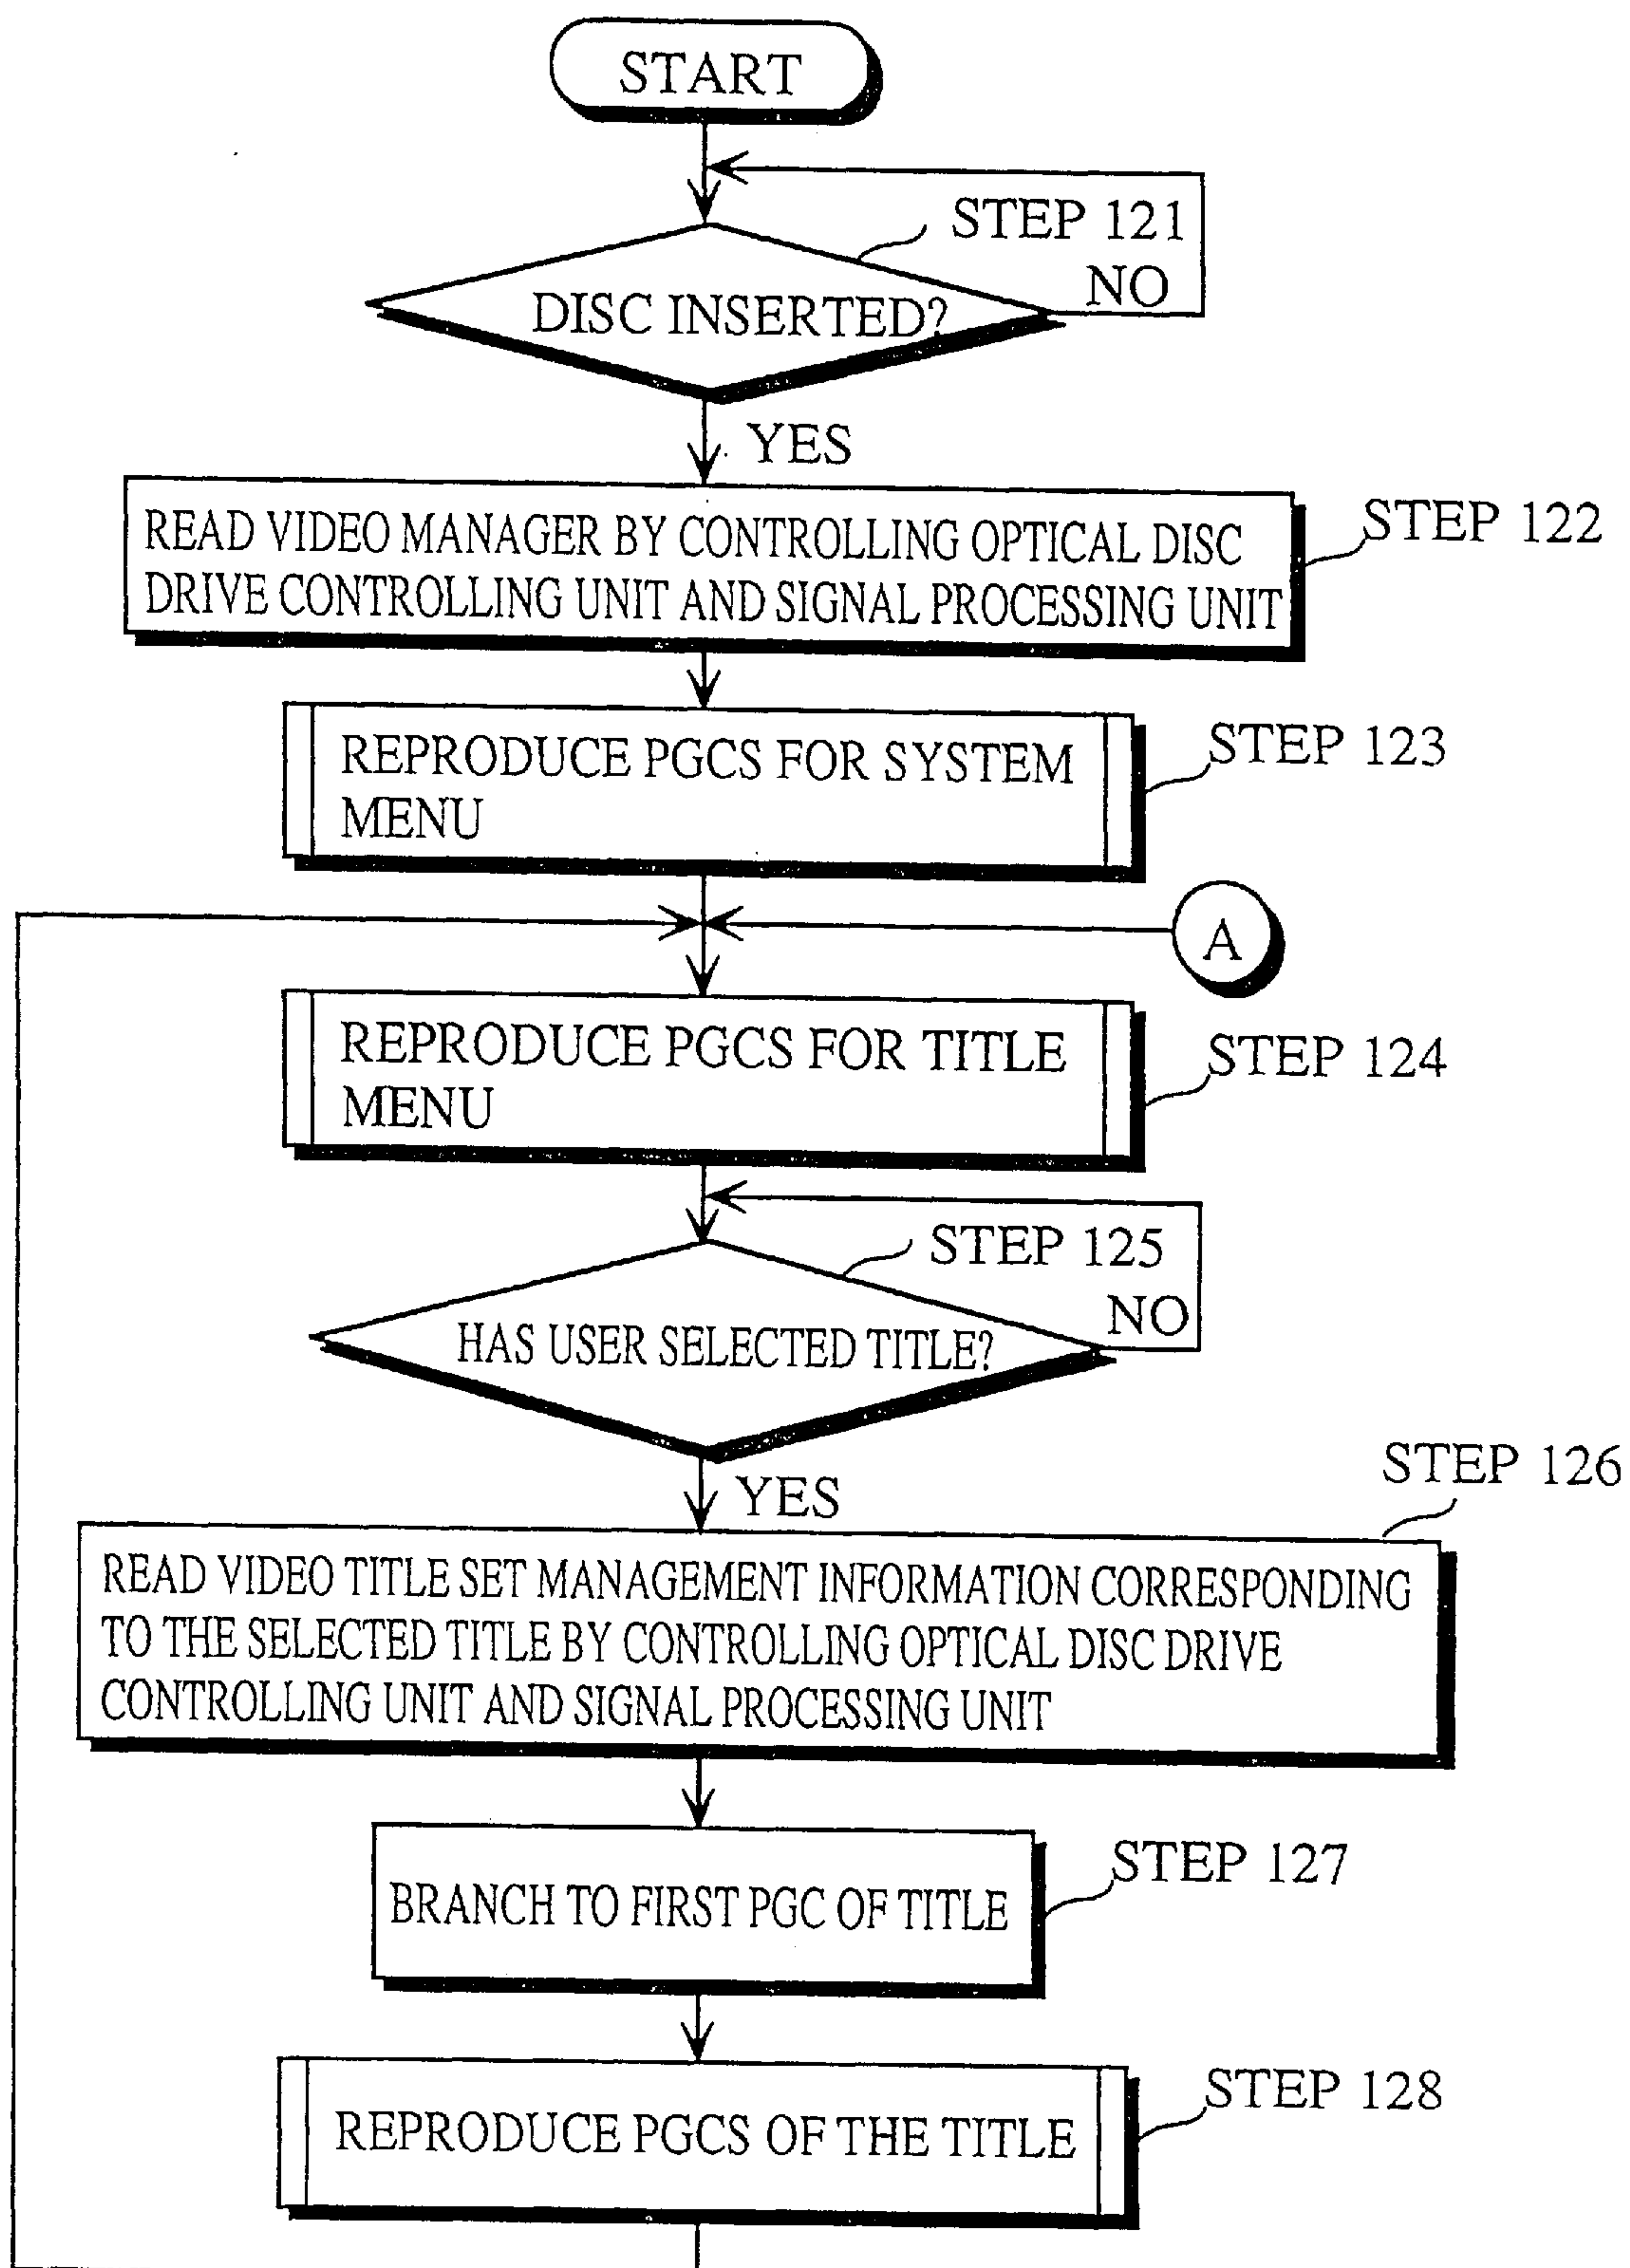 START
STEP 121
NO
DISC INSERTED?
YES
READ VIDEO MANAGER BY CONTROLLING OPTICAL DISC
DRIVE CONTROLLING UNIT AND SIGNAL PROCESSING UNIT
STEP 122
REPRODUCE PGCS FOR SYSTEM
MENU
STEP 123
A
REPRODUCE PGCS FOR TITLE
MENU
STEP 124
STEP 125
NO
HAS USER SELECTED TITLE?
YES
STEP 126
READ VIDEO TITLE SET MANAGEMENT INFORMATION CORRESPONDING
TO THE SELECTED TITLE BY CONTROLLING OPTICAL DISC DRIVE
CONTROLLING UNIT AND SIGNAL PROCESSING UNIT
STEP 127
BRANCH TO FIRST PGC OF TITLE
STEP 128
REPRODUCE PGCS OF THE TITLE